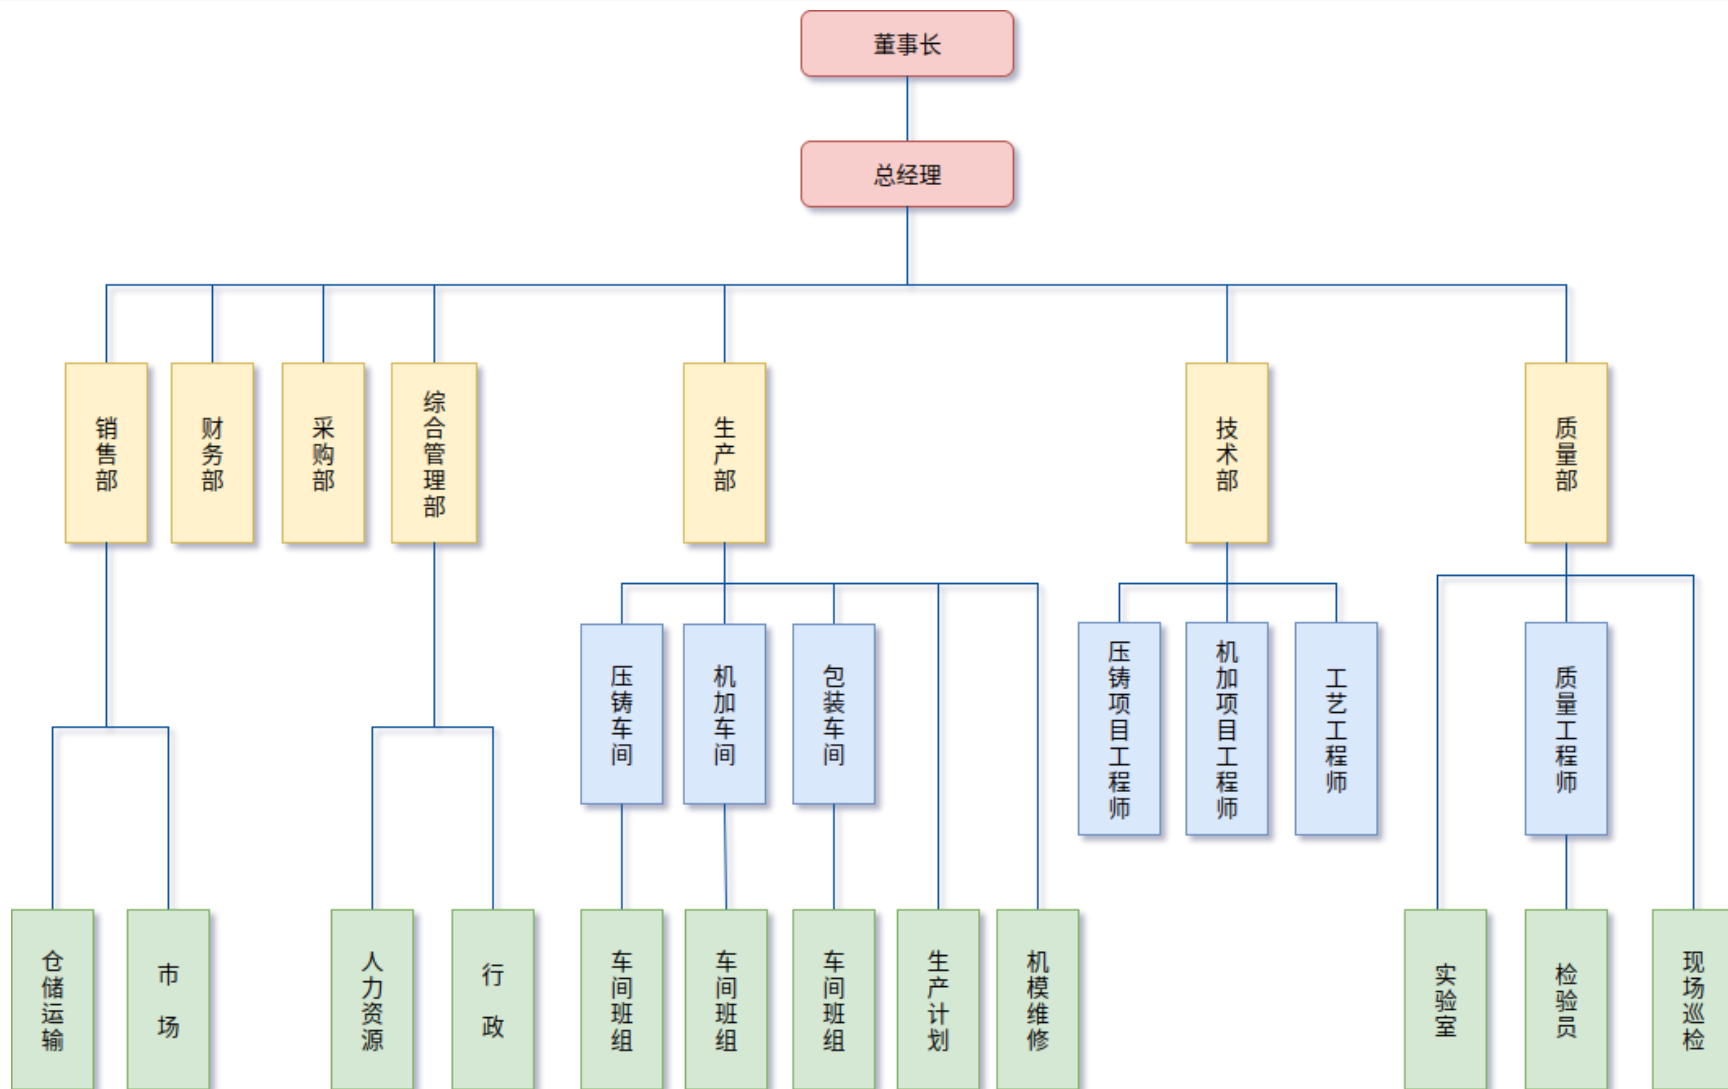 董事长
总经理
销售部
财务部
采购部
综合管理部
生产部
技术部
质量部
压铸车间
机加车间
包装车间
压铸项目工程师
机加项目工程师
工艺工程师
质量工程师
仓储运输
市场
人力资源
行政
车间班组
车间班组
车间班组
生产计划
机模维修
实验室
检验员
现场巡检